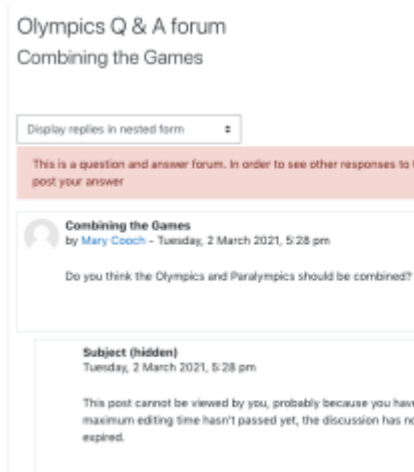 Olympics Q & A forum
Combining the Games
Display replies in nested form
This is a question and answer forum. In order to see other responses to
post your answer
Combining the Games
by Mary Cooch - Tuesday, 2 March 2021, 5:28 pm
Do you think the Olympics and Paralympics should be combined?
Subject (hidden)
Tuesday, 2 March 2021, 5:28 pm
This post cannot be viewed by you, probably because you have
maximum editing time hasn't passed yet, the discussion has
expired.